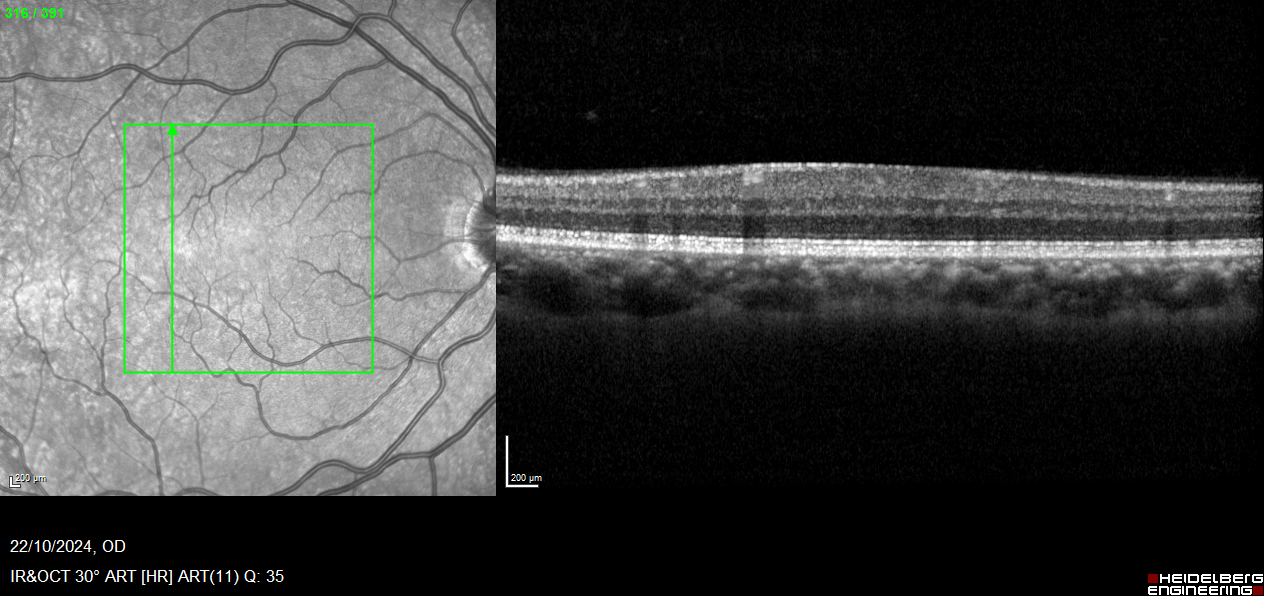 316 / 391
200 µm
200 µm
22/10/2024, OD
IR&OCT 30° ART [HR] ART(11) Q: 35
HEIDELBERG
ENGINEERING